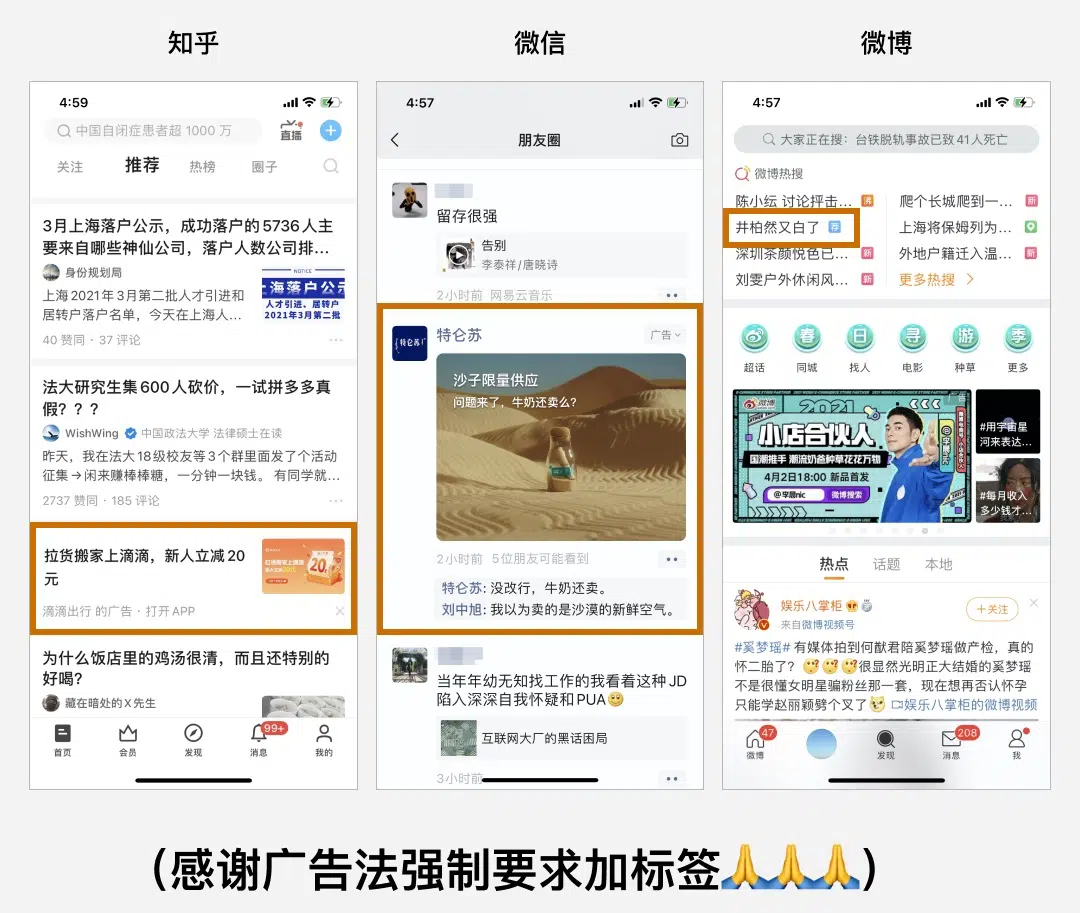 知乎
微信
微博
4:59
中国自闭症患者超 1000 万
直播
关注
推荐
热榜
圈子
3月上海落户公示，成功落户的5736人主
要来自哪些神仙公司，落户人数公司排...
身份规划局
上海2021年3月第二批人才引进和
居转户落户名单，今天在上海人...
NOTICE
上海落户公示
人才引进、居转户
2021年3月第二批
40 赞同 · 37 评论
法大研究生集600人砍价，一试拼多多真
假？？？
WishWing 中国政法大学 法律硕士在读
昨天，我在法大18级校友等3个群里面发了个活动
征集→闲来赚棒棒糖，一分钟一块钱。 有同学就...
2737 赞同 · 185 评论
拉货搬家上滴滴，新人立减20
元
20元
滴滴出行 的广告 · 打开APP
为什么饭店里的鸡汤很清，而且还特别的
好喝？
藏在暗处的X先生
99+
首页
会员
发现
消息
我的
4:57
朋友圈
留存很强
告别
李泰祥/唐晓诗
2小时前 网易云音乐
特仑苏
特仑苏
广告
沙子限量供应
问题来了，牛奶还卖么？
2小时前 5位朋友可能看到
特仑苏: 没改行，牛奶还卖。
刘中旭: 我以为卖的是沙漠的新鲜空气。
当年年幼无知找工作的我看着这种JD
陷入深深自我怀疑和PUA😳
互联网大厂的黑话困局
3小时前
4:57
大家正在搜：台铁脱轨事故已致41人死亡
微博热搜
陈小纭 讨论抨击... 沸
爬个长城爬到一... 新
井柏然又白了 荐
上海将保姆列为...
深圳茶颜悦色已... 新
外地户籍迁入温... 新
刘雯户外休闲风... 新
更多热搜
春
日
寻
游
季
超话
同城
找人
电影
种草
更多
微博
2021
小店合伙人
国潮推手 潮流奶爸种草花花万物
4月2日18:00 新品首发
@李晨nic 微博搜索
@李晨
#用宇宙星
河来表达...
#每月收入
多少钱才...
热点
话题
本地
娱乐八掌柜
来自微博视频号
+关注
#奚梦瑶# 有媒体拍到何猷君陪奚梦瑶做产检，真的
怀二胎了？🥳🥳🥳很显然光明正大结婚的奚梦瑶
不是很懂女明星骗粉丝那一套，现在想再否认怀孕
只能学赵丽颖劈个叉了 娱乐八掌柜的微博视频
47
208
微博
发现
消息
我
（感谢广告法强制要求加标签🙏🙏🙏）